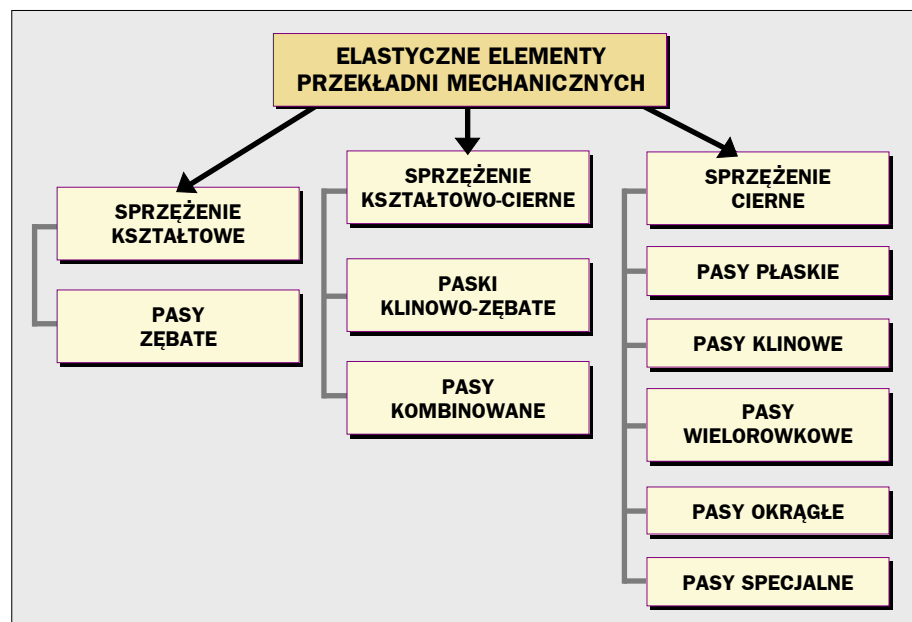 ELASTYCZNE ELEMENTY
PRZEKŁADNI MECHANICZNYCH
SPRZĘŻENIE
KSZTAŁTOWE
PASY
ZĘBATE
SPRZĘŻENIE
KSZTAŁTOWO-CIERNE
PASKI
KLINOWO-ZĘBATE
PASY
KOMBINOWANE
SPRZĘŻENIE
CIERNE
PASY PŁASKIE
PASY KLINOWE
PASY
WIELOROWKOWE
PASY OKRĄGŁE
PASY SPECJALNE